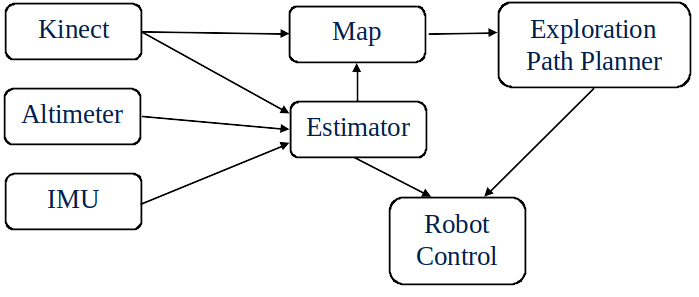 Kinect
Map
Exploration
Path Planner
Altimeter
Estimator
IMU
Robot
Control